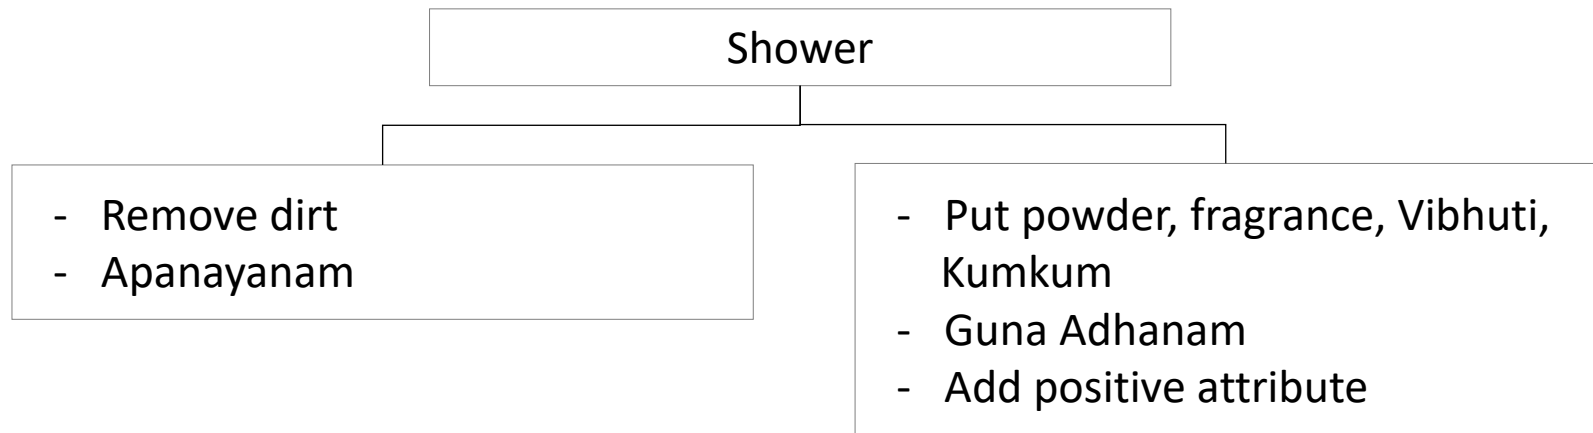 Shower
- Remove dirt
- Apanayanam
- Put powder, fragrance, Vibhuti,
Kumkum
- Guna Adhanam
- Add positive attribute